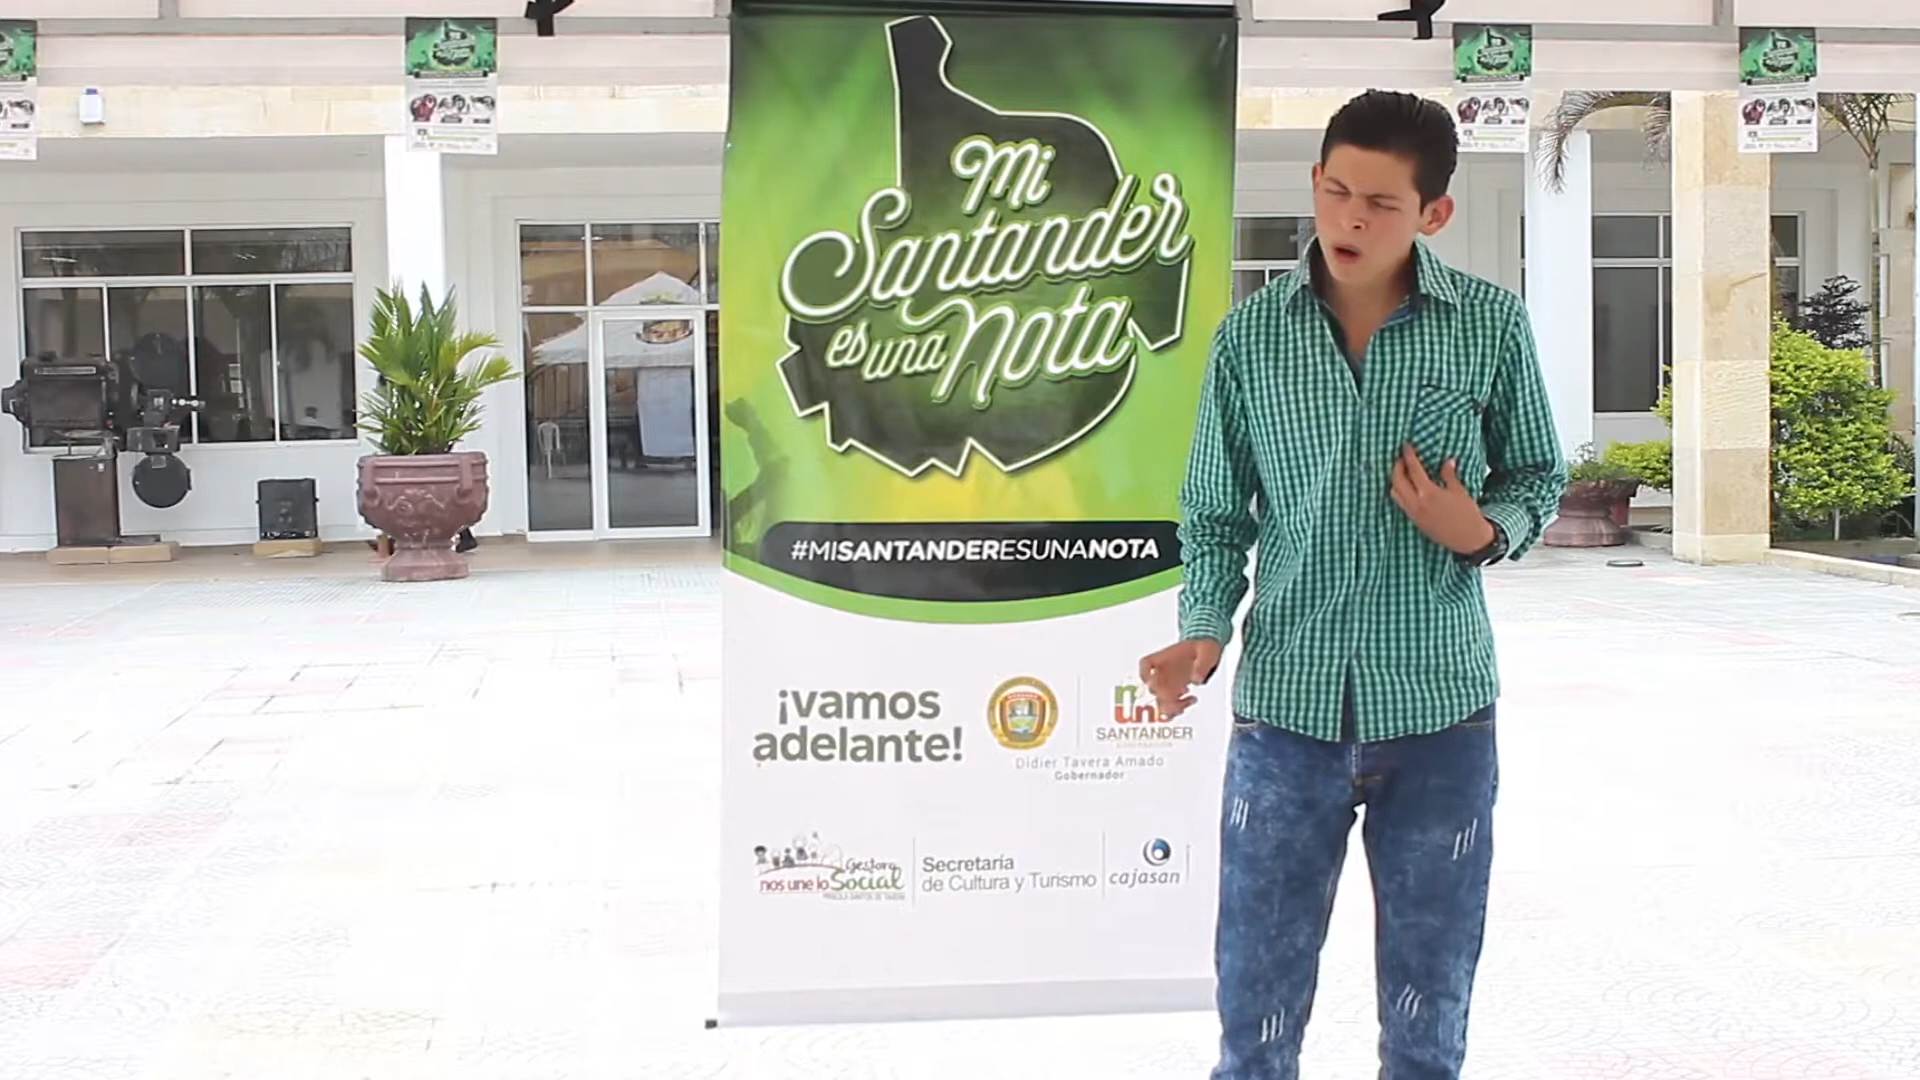 Mi
Santander
es una Nota
#MISANTANDERESUNANOTA
¡vamos
adelante!
SANTANDER
Didier Tavera Amado
Gobernador
Gestora
nos une lo Social
Secretaría
de Cultura y Turismo
cajasan